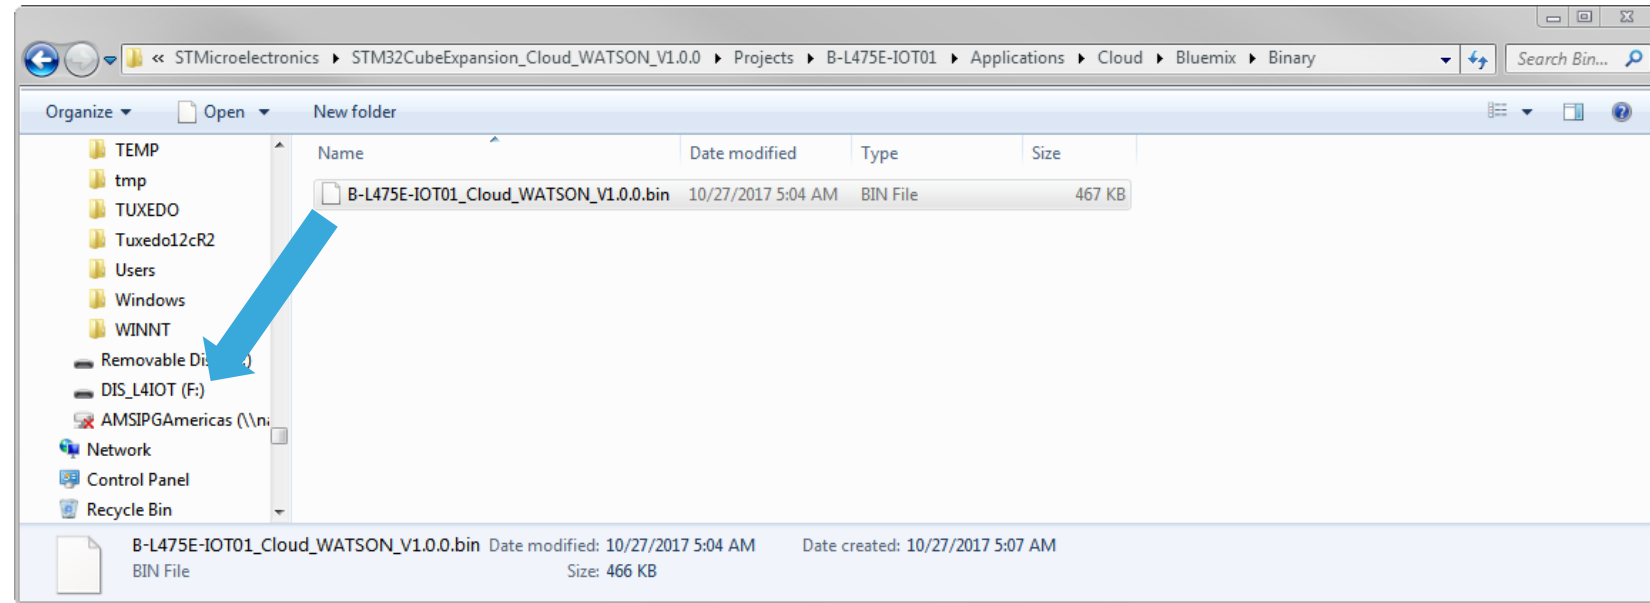 « STMicroelectronics ▸ STM32CubeExpansion_Cloud_WATSON_V1.0.0 ▸ Projects ▸ B-L475E-IOT01 ▸ Applications ▸ Cloud ▸ Bluemix ▸ Binary Search Bin...
Organize Open New folder
Name Date modified Type Size
B-L475E-IOT01_Cloud_WATSON_V1.0.0.bin 10/27/2017 5:04 AM BIN File 467 KB
TEMP
tmp
TUXEDO
Tuxedo12cR2
Users
Windows
WINNT
Removable
DIS_L4IOT (F:)
AMSIPGAmericas (\\na
Network
Control Panel
Recycle Bin
B-L475E-IOT01_Cloud_WATSON_V1.0.0.bin Date modified: 10/27/2017 5:04 AM Date created: 10/27/2017 5:07 AM
BIN File Size: 466 KB